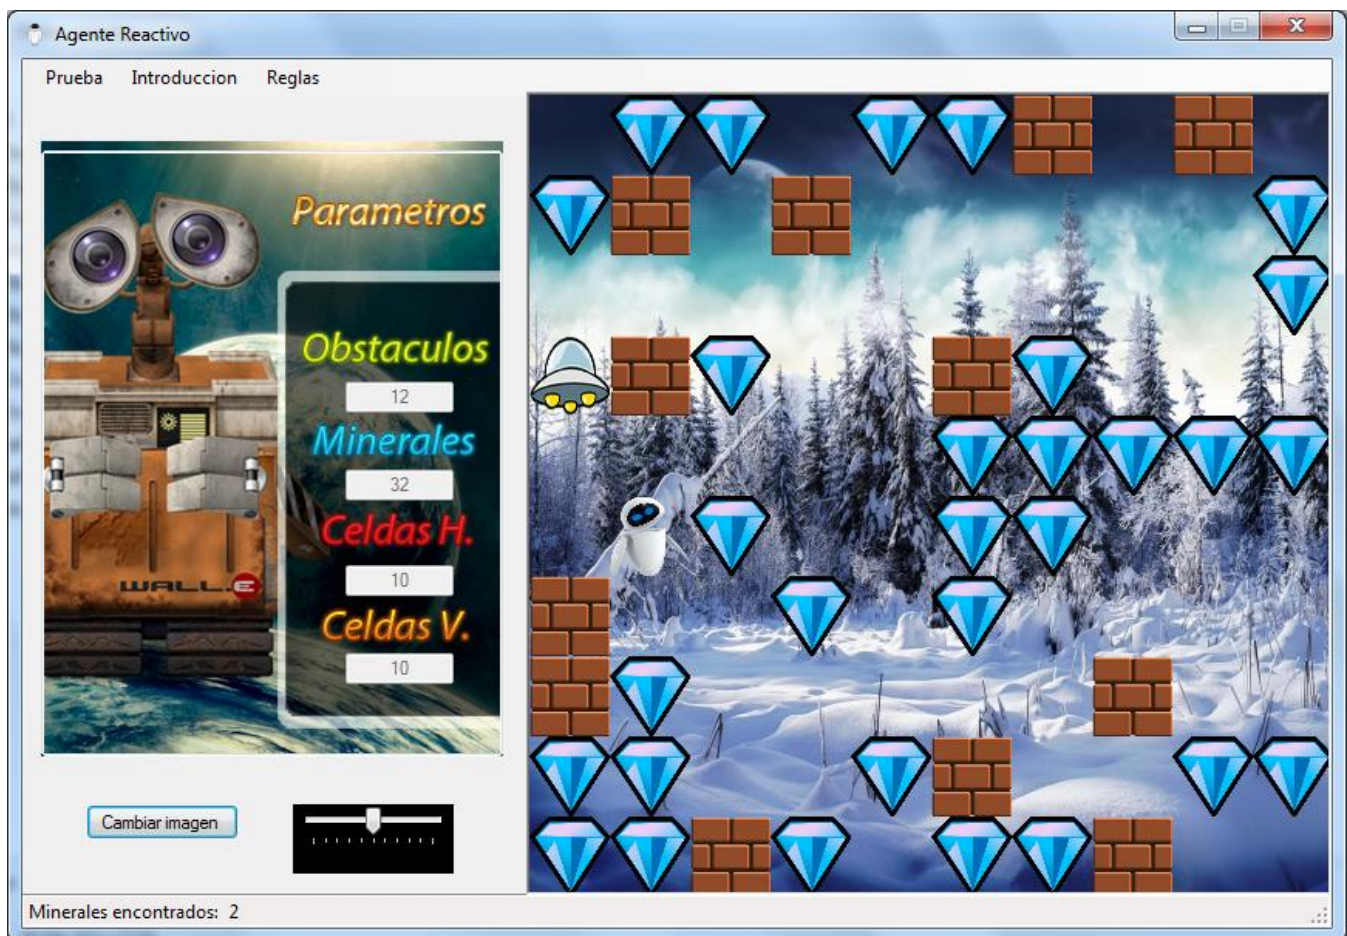 Agente Reactivo
Prueba Introduccion Reglas
Parametros
Obstaculos
12
Minerales
32
Celdas H.
10
Celdas V.
10
WALL.E
Cambiar imagen
Minerales encontrados: 2